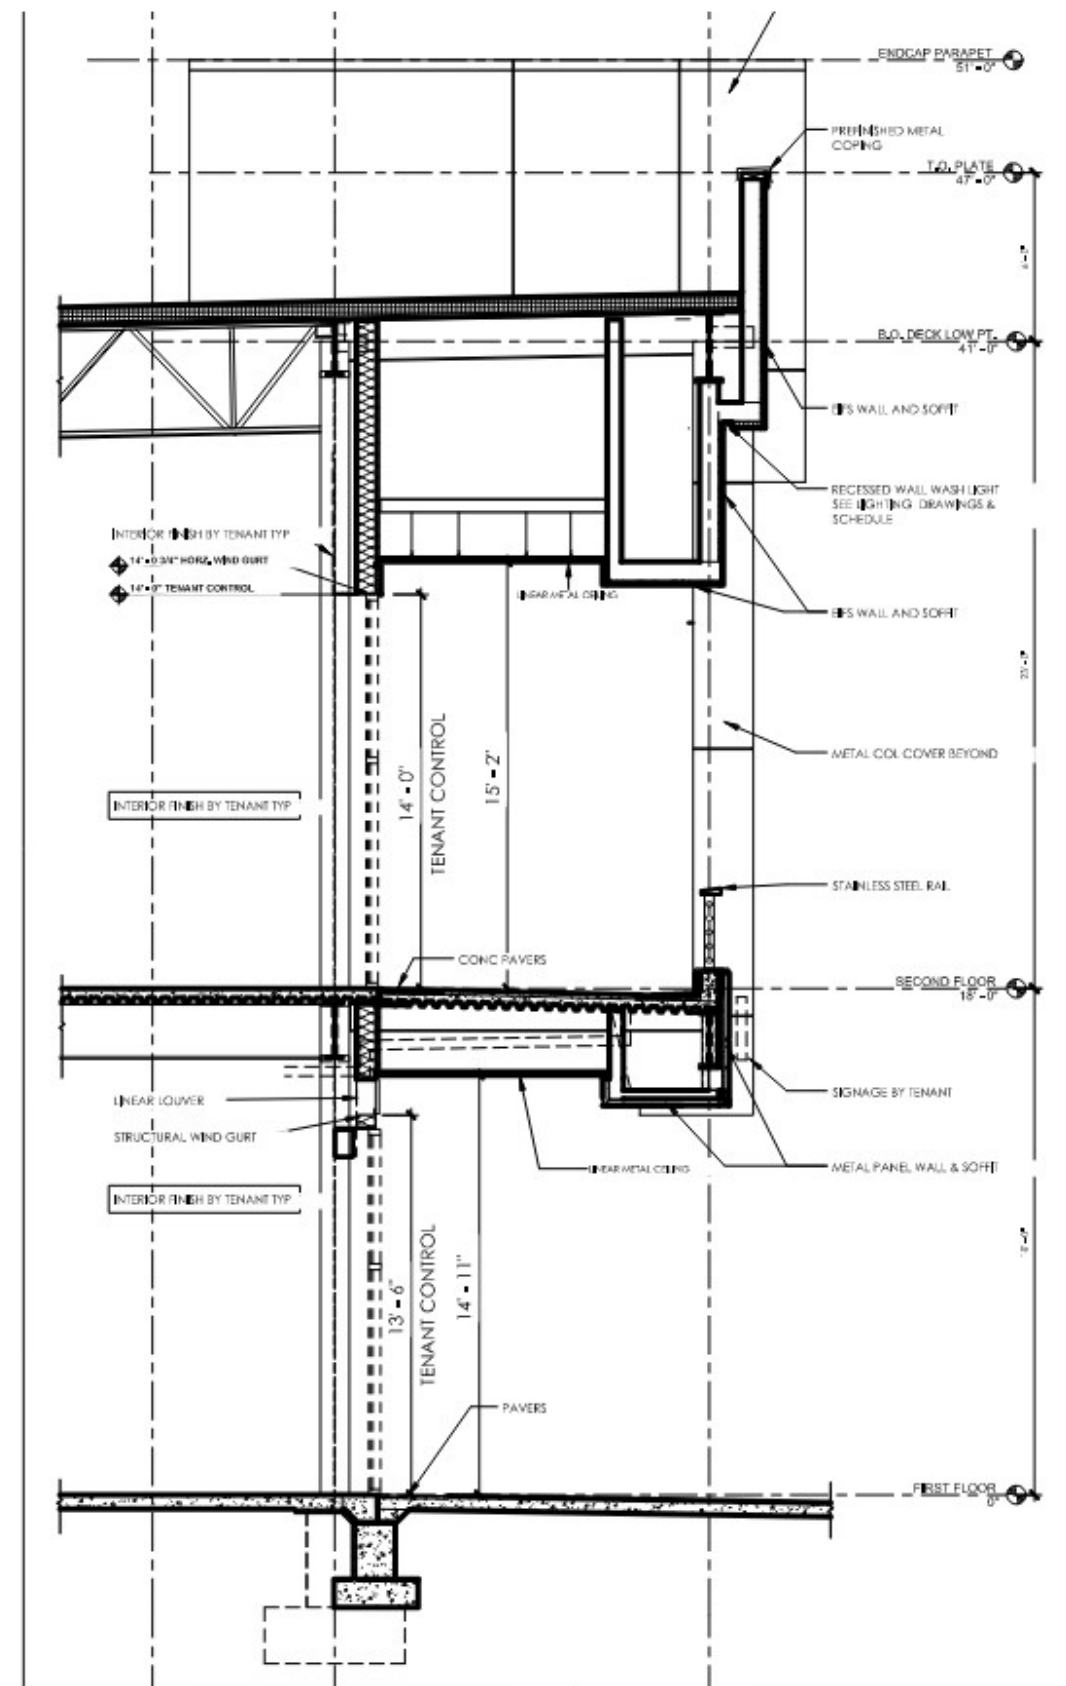 ENDCAP PARAPET
51' - 0"
PREFINISHED METAL
COPING
T.O. PLATE
47' - 0"
B.O. DECK LOW PT.
41' - 0"
EIFS WALL AND SOFFIT
RECESSED WALL WASH LIGHT
SEE LIGHTING DRAWINGS &
SCHEDULE
INTERIOR FINISH BY TENANT TYP
14' - 0 3/4" HORZ. WIND GURT
14' - 0" TENANT CONTROL
LINEAR METAL CEILING
EIFS WALL AND SOFFIT
14' - 0"
TENANT CONTROL
15' - 2"
METAL COL COVER BEYOND
INTERIOR FINISH BY TENANT TYP
STAINLESS STEEL RAIL
CONC PAVERS
SECOND FLOOR
18' - 0"
LINEAR LOUVER
SIGNAGE BY TENANT
STRUCTURAL WIND GURT
LINEAR METAL CEILING
METAL PANEL WALL & SOFFIT
INTERIOR FINISH BY TENANT TYP
13' - 6"
TENANT CONTROL
14' - 11"
PAVERS
FIRST FLOOR
0"